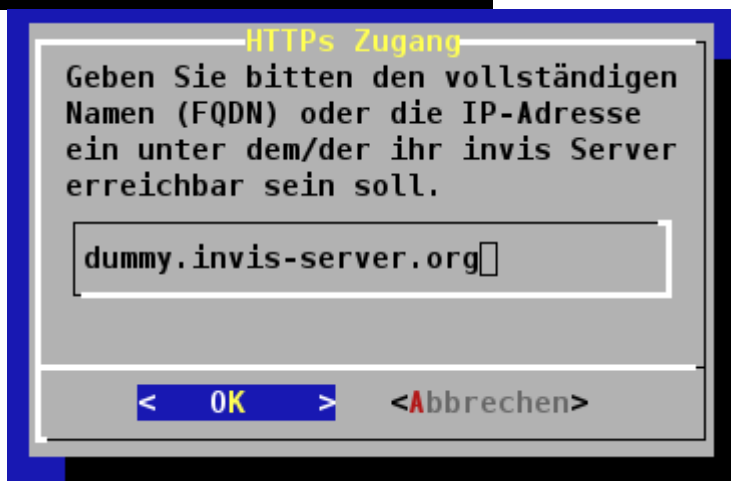 HTTPs Zugang
Geben Sie bitten den vollständigen
Namen (FQDN) oder die IP-Adresse
ein unter dem/der ihr invis Server
erreichbar sein soll.
dummy.invis-server.org
< OK > <Abbrechen>